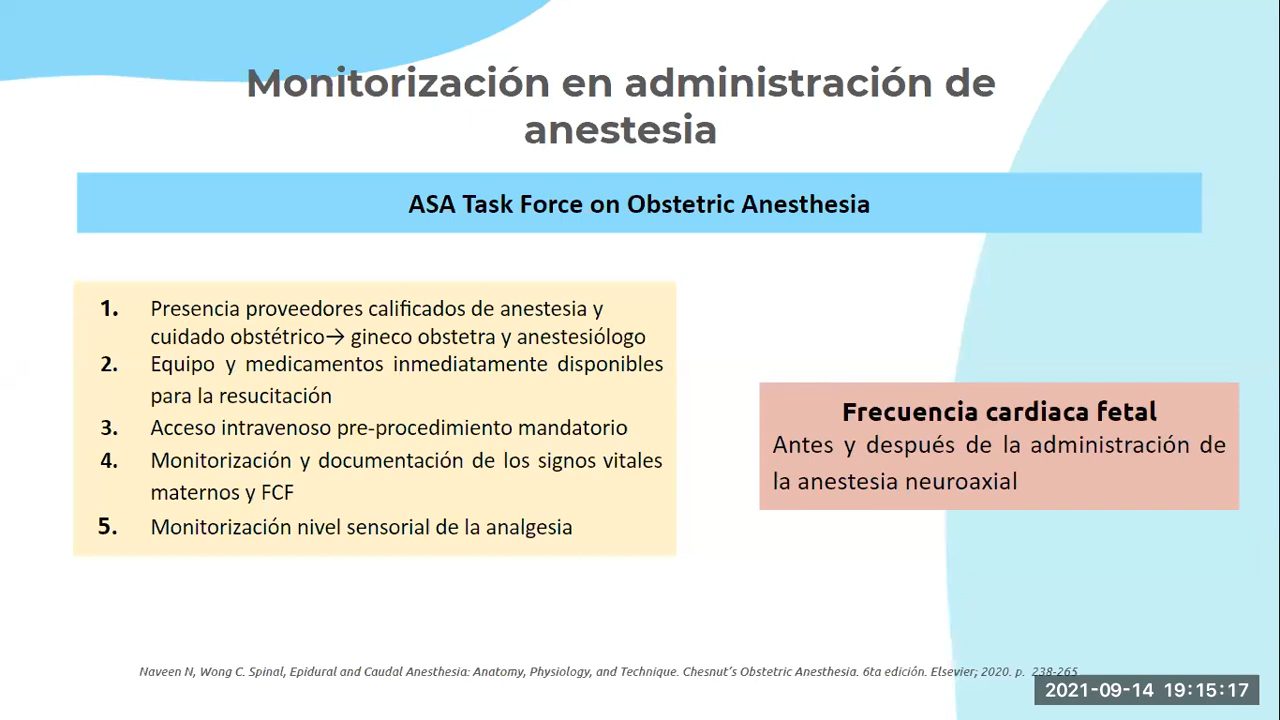 Monitorización en administración de
anestesia
ASA Task Force on Obstetric Anesthesia
1. Presencia proveedores calificados de anestesia y
cuidado obstétrico→ gineco obstetra y anestesiólogo
2. Equipo y medicamentos inmediatamente disponibles
para la resucitación
3. Acceso intravenoso pre-procedimiento mandatorio
4. Monitorización y documentación de los signos vitales
maternos y FCF
5. Monitorización nivel sensorial de la analgesia
Frecuencia cardiaca fetal
Antes y después de la administración de
la anestesia neuroaxial
Naveen N, Wong C. Spinal, Epidural and Caudal Anesthesia: Anatomy, Physiology, and Technique. Chesnut's Obstetric Anesthesia. 6ta edición. Elsevier; 2020. p. 238-265
2021-09-14 19:15:17